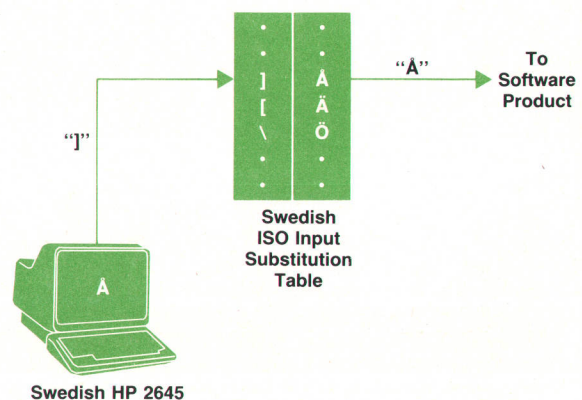 • •
• •
] Å
[ Ä
\ Ö
• •
• •
“Å”
To
Software
Product
“]”
Swedish
ISO Input
Substitution
Table
Å
Swedish HP 2645